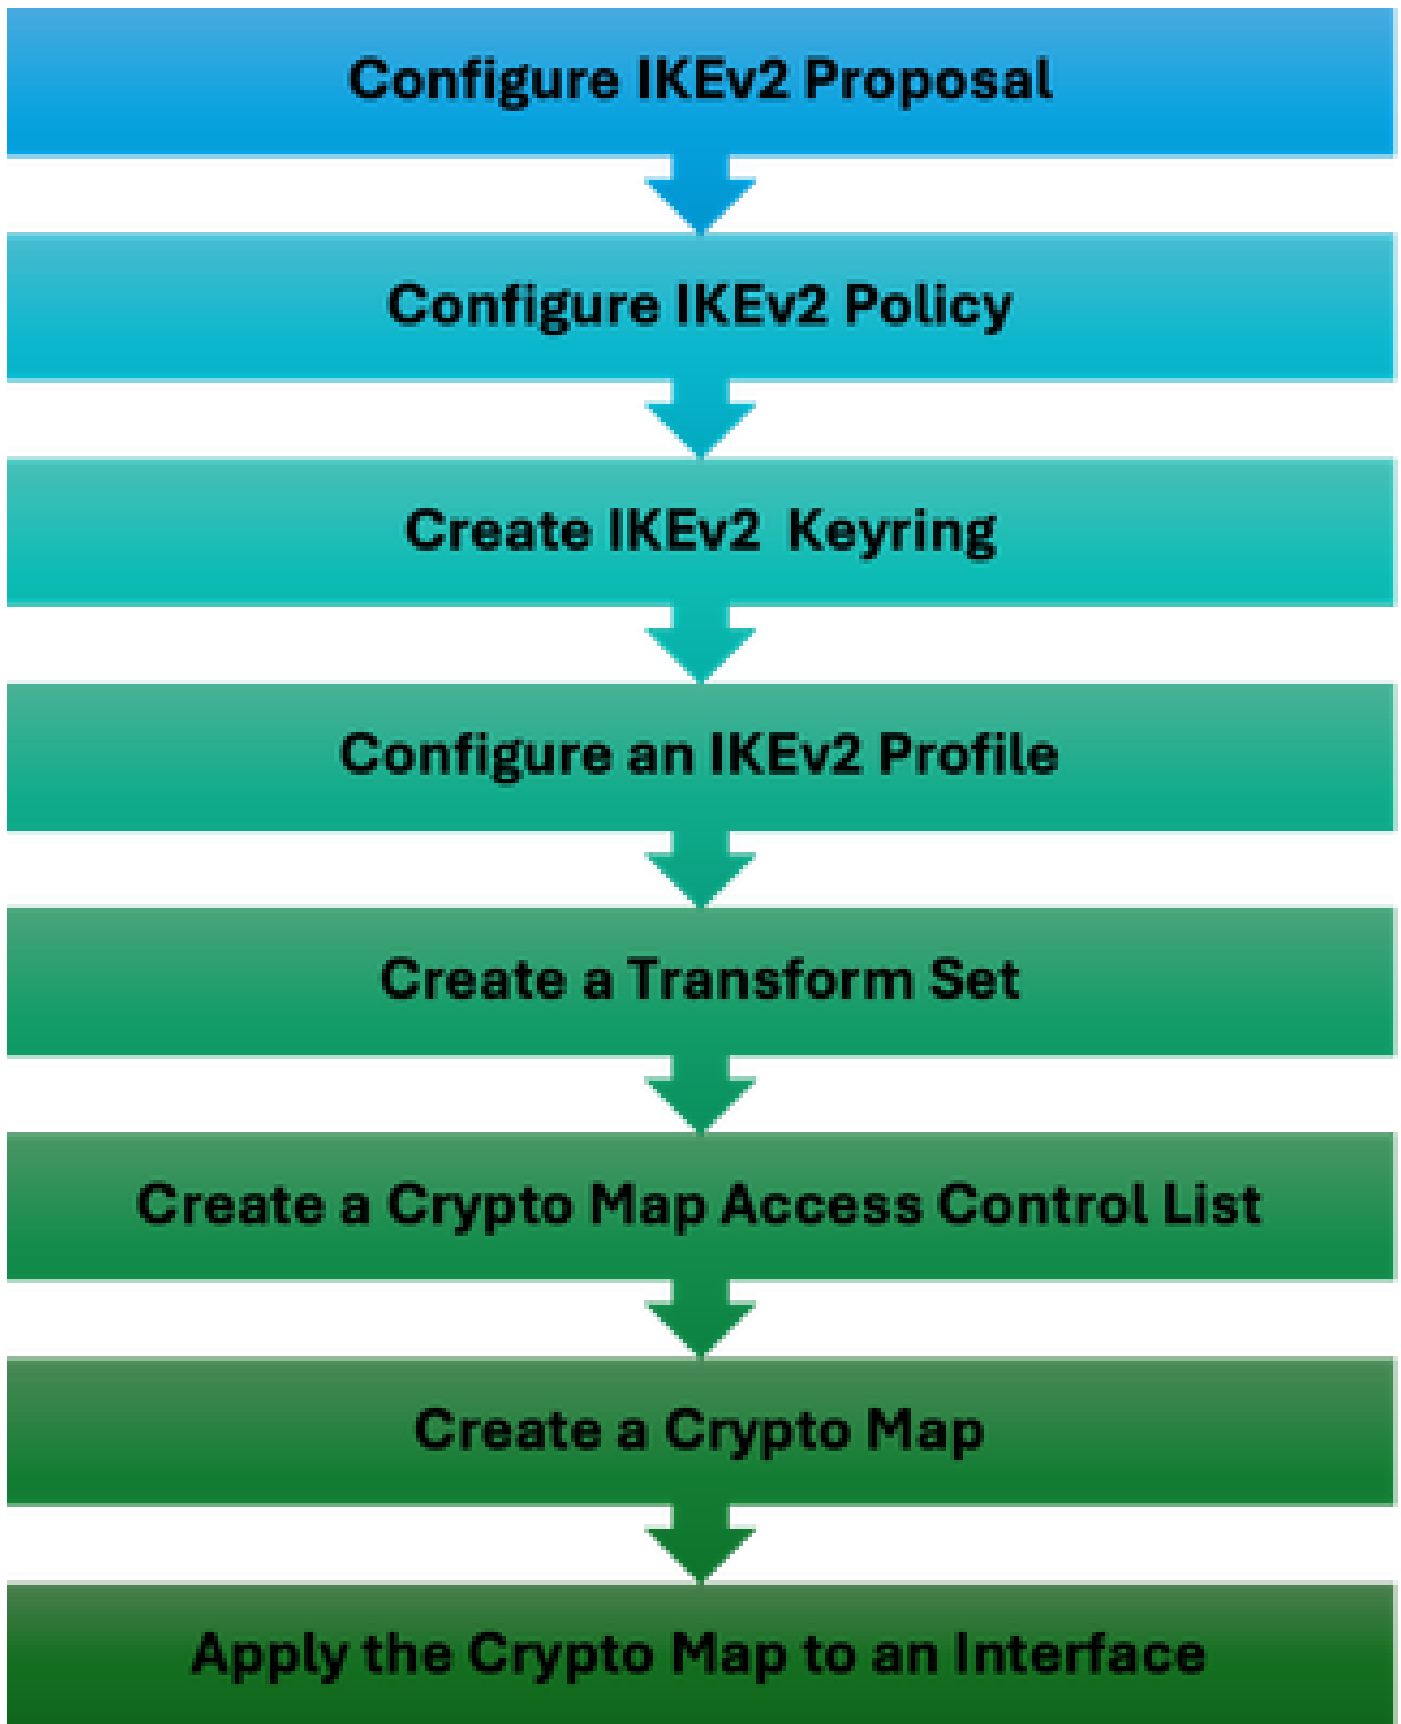 Configure IKEv2 Proposal
Configure IKEv2 Policy
Create IKEv2 Keyring
Configure an IKEv2 Profile
Create a Transform Set
Create a Crypto Map Access Control List
Create a Crypto Map
Apply the Crypto Map to an Interface